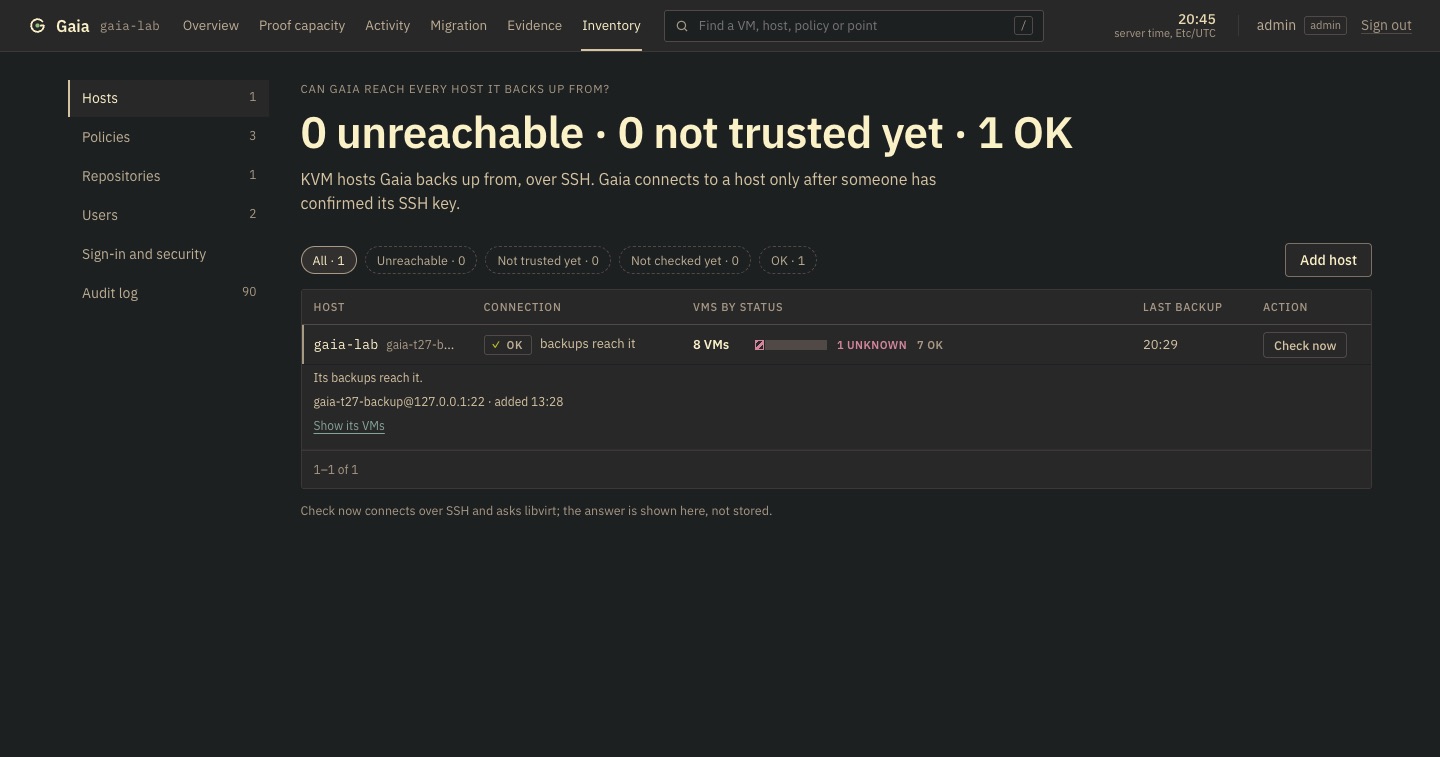 Gaia gaia-lab Overview Proof capacity Activity Migration Evidence Inventory Find a VM, host, policy or point / 20:45 admin admin Sign out
server time, Etc/UTC
Hosts 1
Policies 3
Repositories 1
Users 2
Sign-in and security
Audit log 90
CAN GAIA REACH EVERY HOST IT BACKS UP FROM?
0 unreachable · 0 not trusted yet · 1 OK
KVM hosts Gaia backs up from, over SSH. Gaia connects to a host only after someone has
confirmed its SSH key.
All · 1 Unreachable · 0 Not trusted yet · 0 Not checked yet · 0 OK · 1 Add host
HOST CONNECTION VMS BY STATUS LAST BACKUP ACTION
gaia-lab gaia-t27-b… ✓ OK backups reach it 8 VMs 1 UNKNOWN 7 OK 20:29 Check now
Its backups reach it.
gaia-t27-backup@127.0.0.1:22 · added 13:28
Show its VMs
1–1 of 1
Check now connects over SSH and asks libvirt; the answer is shown here, not stored.